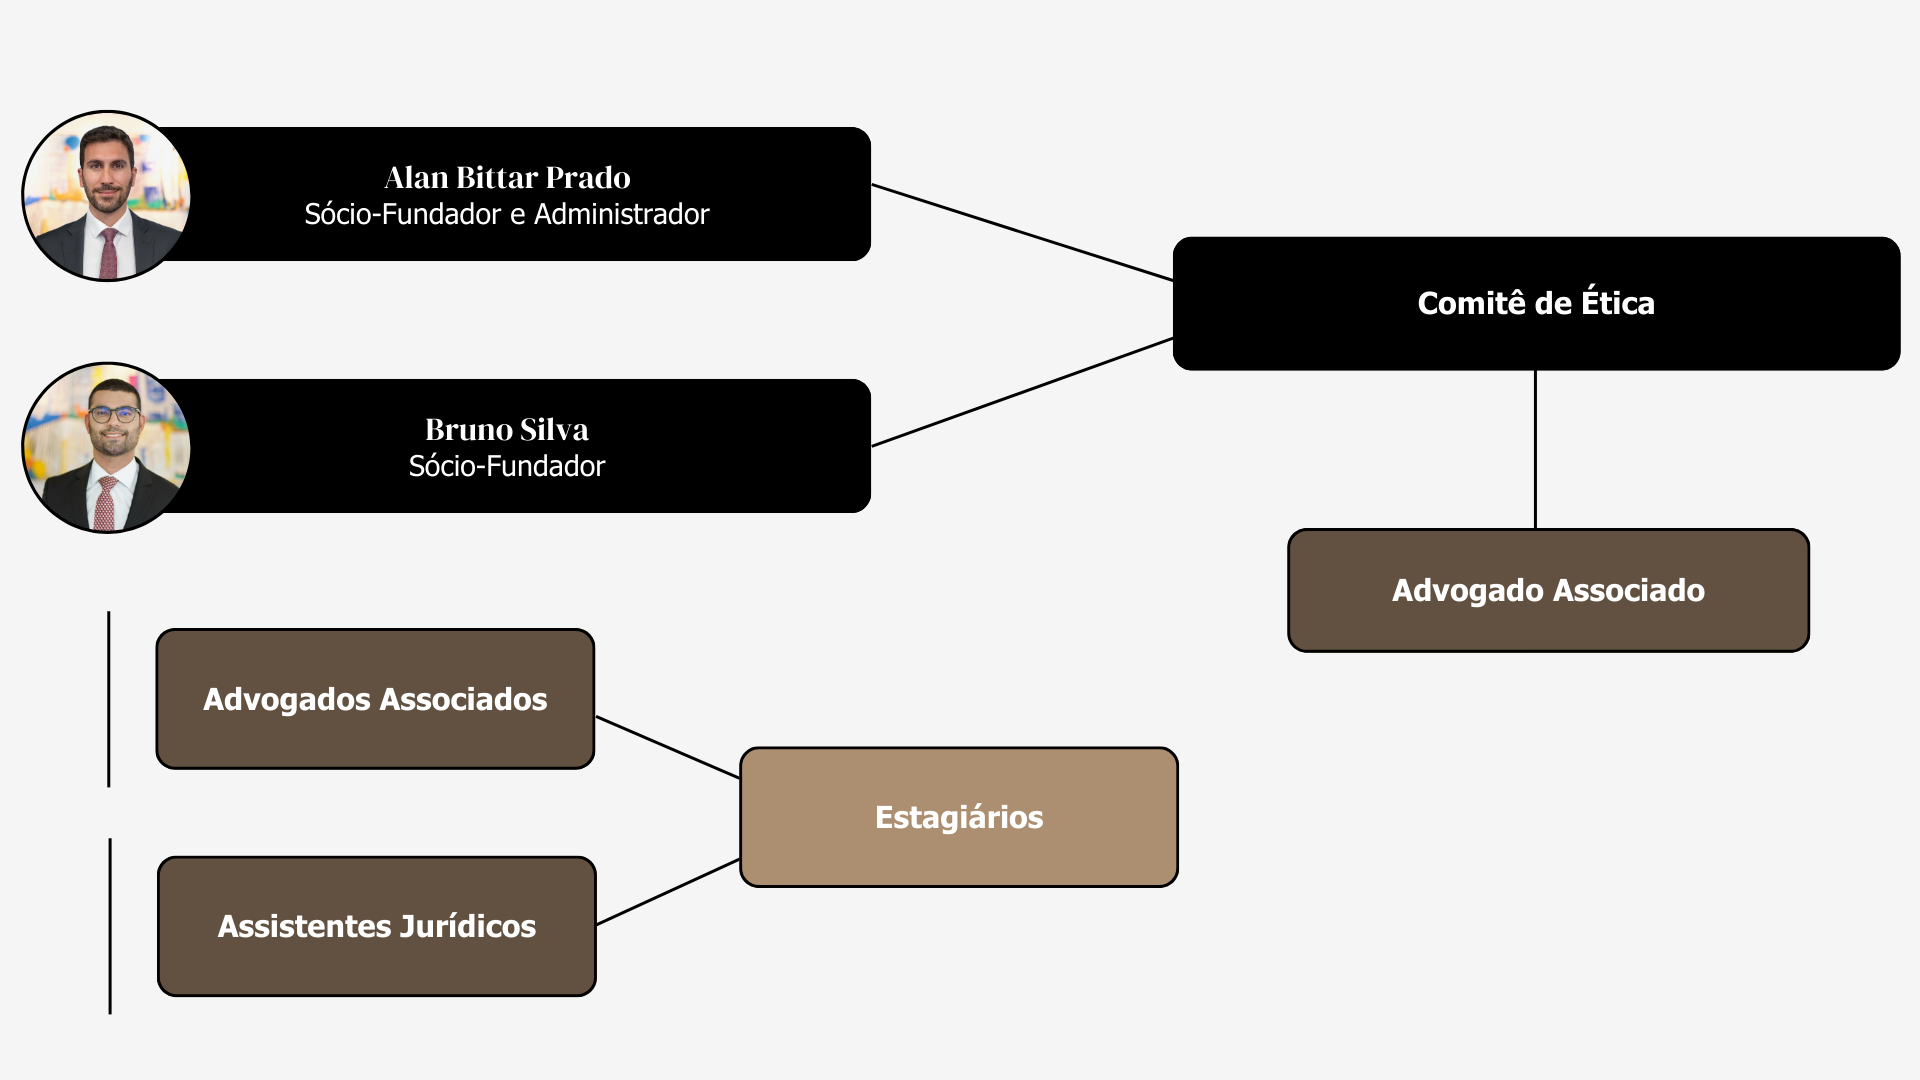 Alan Bittar Prado
Sócio-Fundador e Administrador
Comitê de Ética
Bruno Silva
Sócio-Fundador
Advogado Associado
Advogados Associados
Estagiários
Assistentes Jurídicos